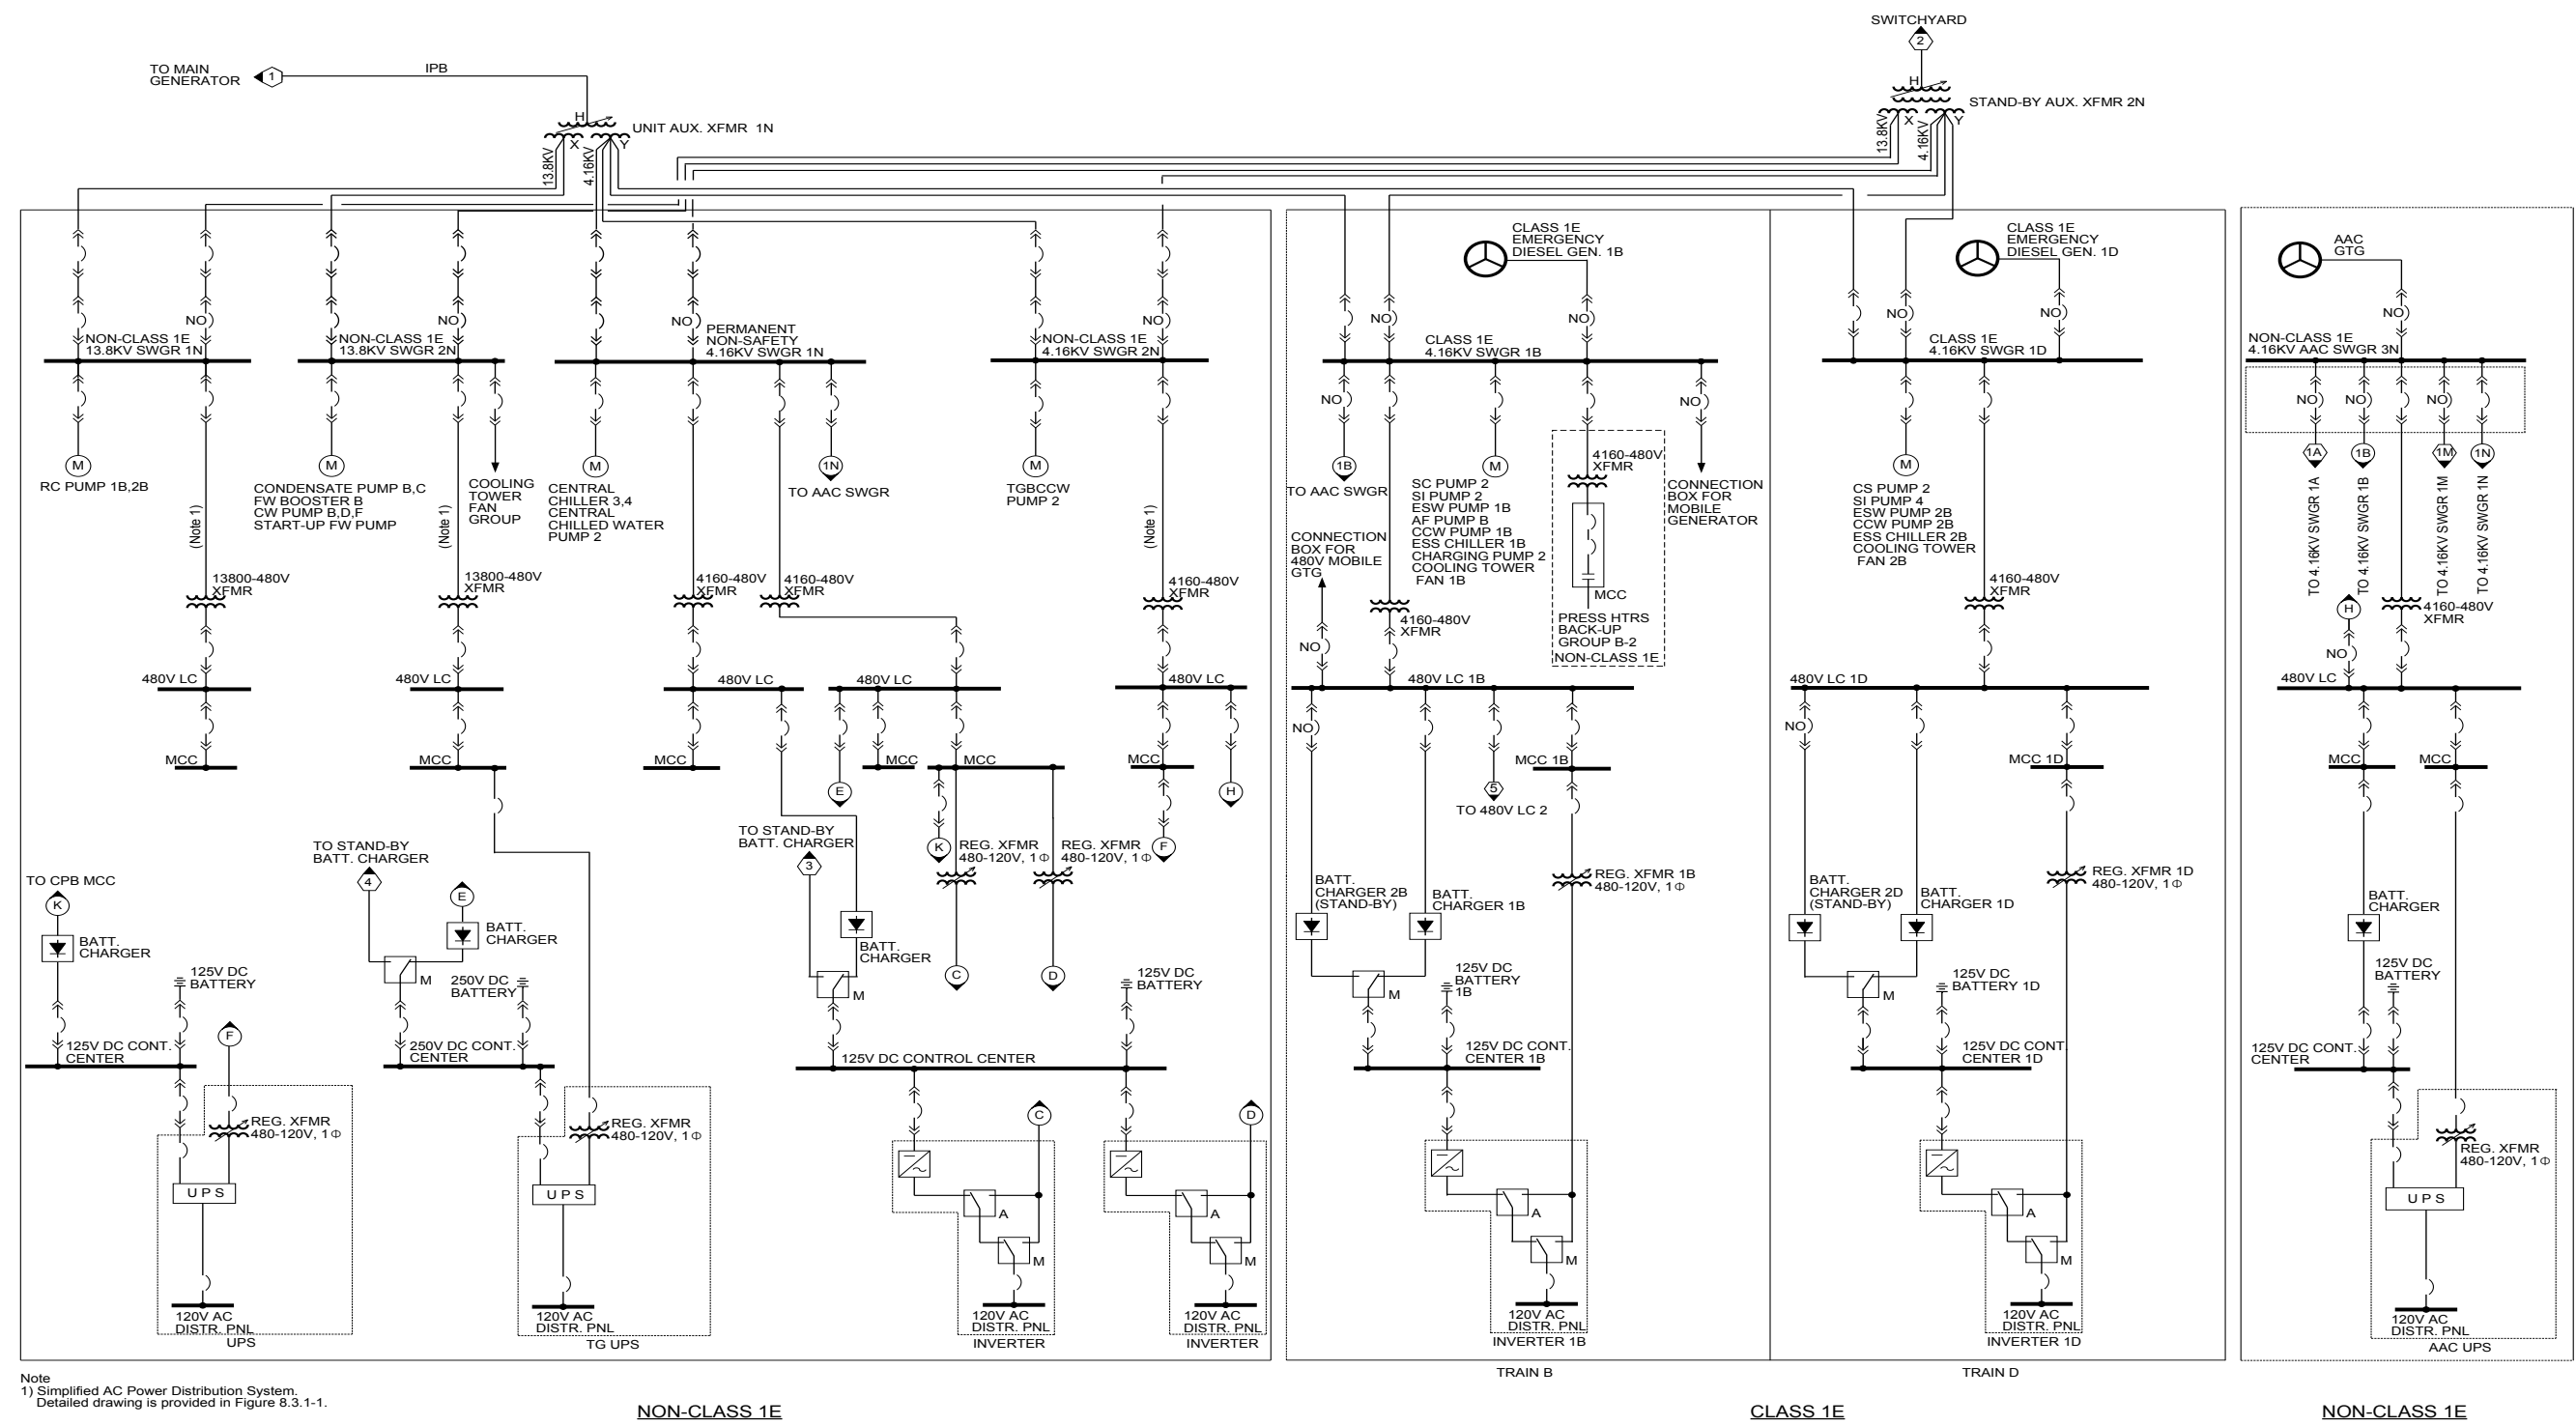 SWITCHYARD
2
TO MAIN
GENERATOR
1
IPB
H
UNIT AUX. XFMR 1N
X
Y
13.8KV
4.16KV
H
STAND-BY AUX. XFMR 2N
X
Y
13.8KV
4.16KV
CLASS 1E
EMERGENCY
DIESEL GEN. 1B
CLASS 1E
EMERGENCY
DIESEL GEN. 1D
AAC
GTG
NO
NO
NO
NO
NO
NO
NO
NO
NO
NON-CLASS 1E
13.8KV SWGR 1N
NON-CLASS 1E
13.8KV SWGR 2N
PERMANENT
NON-SAFETY
4.16KV SWGR 1N
NON-CLASS 1E
4.16KV SWGR 2N
CLASS 1E
4.16KV SWGR 1B
CLASS 1E
4.16KV SWGR 1D
NON-CLASS 1E
4.16KV AAC SWGR 3N
NO
NO
NO
NO
NO
NO
M
RC PUMP 1B,2B
M
CONDENSATE PUMP B,C
FW BOOSTER B
CW PUMP B,D,F
START-UP FW PUMP
COOLING
TOWER
FAN
GROUP
M
CENTRAL
CHILLER 3,4
CENTRAL
CHILLED WATER
PUMP 2
1N
TO AAC SWGR
M
TGBCCW
PUMP 2
1B
TO AAC SWGR
M
SC PUMP 2
SI PUMP 2
ESW PUMP 1B
AF PUMP B
CCW PUMP 1B
ESS CHILLER 1B
CHARGING PUMP 2
COOLING TOWER
FAN 1B
4160-480V
XFMR
MCC
PRESS HTRS
BACK-UP
GROUP B-2
NON-CLASS 1E
CONNECTION
BOX FOR
MOBILE
GENERATOR
CONNECTION
BOX FOR
480V MOBILE
GTG
NO
M
CS PUMP 2
SI PUMP 4
ESW PUMP 2B
CCW PUMP 2B
ESS CHILLER 2B
COOLING TOWER
FAN 2B
1A
1B
1M
1N
TO 4.16KV SWGR 1A
TO 4.16KV SWGR 1B
TO 4.16KV SWGR 1M
TO 4.16KV SWGR 1N
H
NO
(Note 1)
(Note 1)
(Note 1)
13800-480V
XFMR
13800-480V
XFMR
4160-480V
XFMR
4160-480V
XFMR
4160-480V
XFMR
4160-480V
XFMR
4160-480V
XFMR
4160-480V
XFMR
480V LC
480V LC
480V LC
480V LC
480V LC
480V LC 1B
480V LC 1D
480V LC
NO
NO
MCC
MCC
MCC
MCC
MCC
MCC
MCC 1B
MCC 1D
MCC
MCC
E
H
5
TO 480V LC 2
K
F
REG. XFMR
480-120V, 1Φ
REG. XFMR
480-120V, 1Φ
C
D
TO STAND-BY
BATT. CHARGER
3
BATT.
CHARGER
M
TO STAND-BY
BATT. CHARGER
4
E
BATT.
CHARGER
M
TO CPB MCC
K
BATT.
CHARGER
125V DC
BATTERY
250V DC
BATTERY
125V DC
BATTERY
BATT.
CHARGER 2B
(STAND-BY)
BATT.
CHARGER 1B
REG. XFMR 1B
480-120V, 1Φ
BATT.
CHARGER 2D
(STAND-BY)
BATT.
CHARGER 1D
REG. XFMR 1D
480-120V, 1Φ
BATT.
CHARGER
M
125V DC
BATTERY
1B
M
125V DC
BATTERY 1D
125V DC
BATTERY
F
125V DC CONT.
CENTER
250V DC CONT.
CENTER
125V DC CONTROL CENTER
125V DC CONT.
CENTER 1B
125V DC CONT.
CENTER 1D
125V DC CONT.
CENTER
REG. XFMR
480-120V, 1Φ
REG. XFMR
480-120V, 1Φ
C
D
REG. XFMR
480-120V, 1Φ
UPS
UPS
A
A
A
A
UPS
M
M
M
M
120V AC
DISTR. PNL
UPS
120V AC
DISTR. PNL
TG UPS
120V AC
DISTR. PNL
INVERTER
120V AC
DISTR. PNL
INVERTER
120V AC
DISTR. PNL
INVERTER 1B
120V AC
DISTR. PNL
INVERTER 1D
120V AC
DISTR. PNL
AAC UPS
TRAIN B
TRAIN D
Note
1) Simplified AC Power Distribution System.
Detailed drawing is provided in Figure 8.3.1-1.
NON-CLASS 1E
CLASS 1E
NON-CLASS 1E